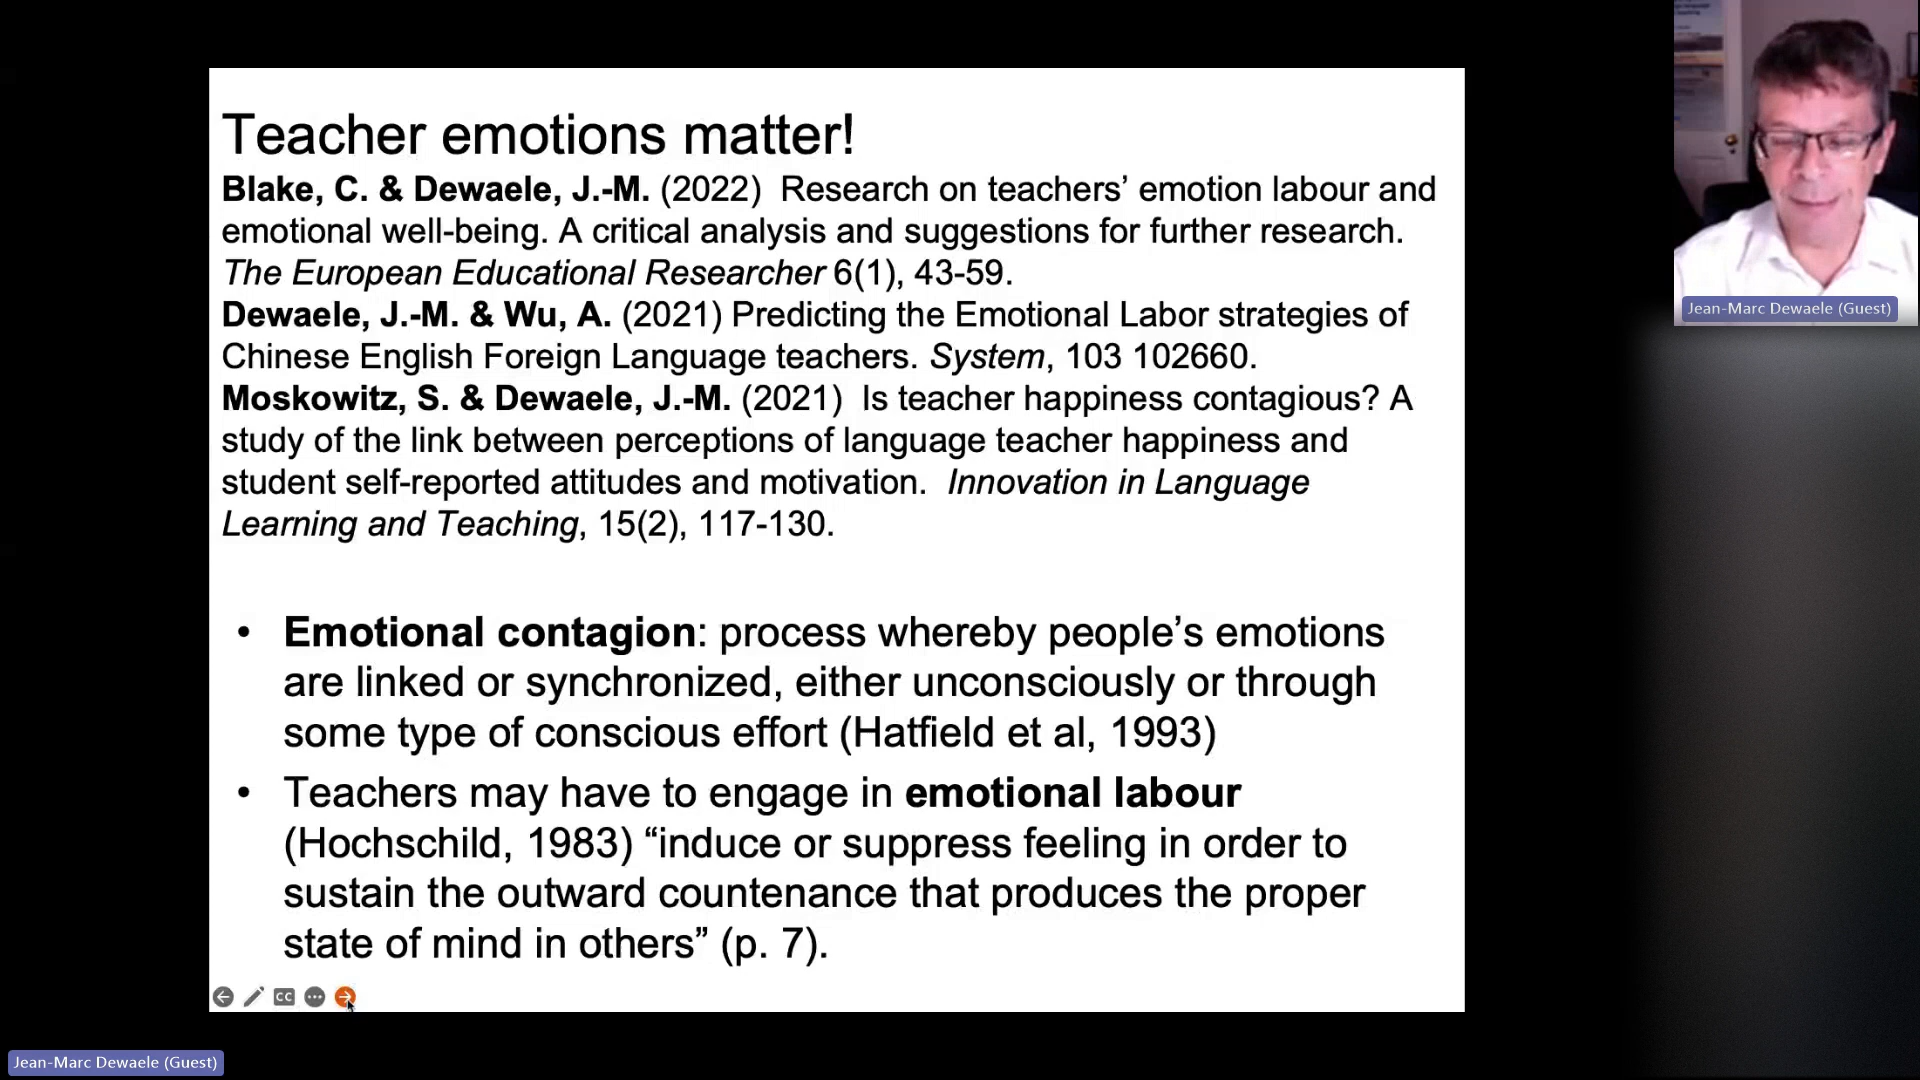 Teacher emotions matter!
Blake, C. & Dewaele, J.-M. (2022) Research on teachers’ emotion labour and
emotional well-being. A critical analysis and suggestions for further research.
The European Educational Researcher 6(1), 43-59.
Dewaele, J.-M. & Wu, A. (2021) Predicting the Emotional Labor strategies of
Chinese English Foreign Language teachers. System, 103 102660.
Moskowitz, S. & Dewaele, J.-M. (2021) Is teacher happiness contagious? A
study of the link between perceptions of language teacher happiness and
student self-reported attitudes and motivation. Innovation in Language
Learning and Teaching, 15(2), 117-130.
• Emotional contagion: process whereby people’s emotions
are linked or synchronized, either unconsciously or through
some type of conscious effort (Hatfield et al, 1993)
• Teachers may have to engage in emotional labour
(Hochschild, 1983) “induce or suppress feeling in order to
sustain the outward countenance that produces the proper
state of mind in others” (p. 7).
CC
Jean-Marc Dewaele (Guest)
Jean-Marc Dewaele (Guest)